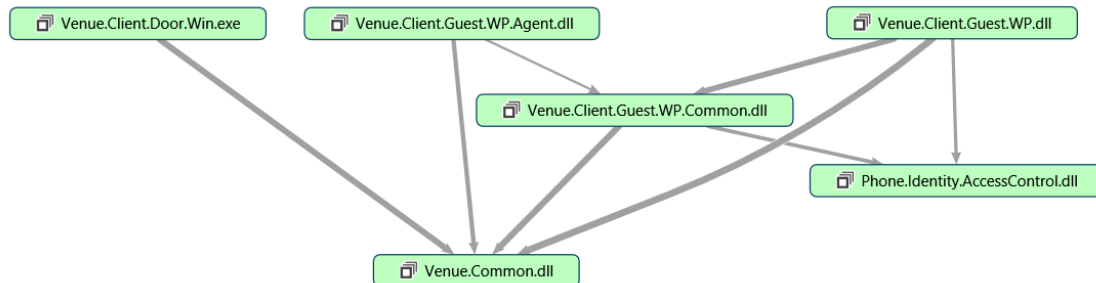 Venue.Client.Door.Win.exe
Venue.Client.Guest.WP.Agent.dll
Venue.Client.Guest.WP.dll
Venue.Client.Guest.WP.Common.dll
Phone.Identity.AccessControl.dll
Venue.Common.dll